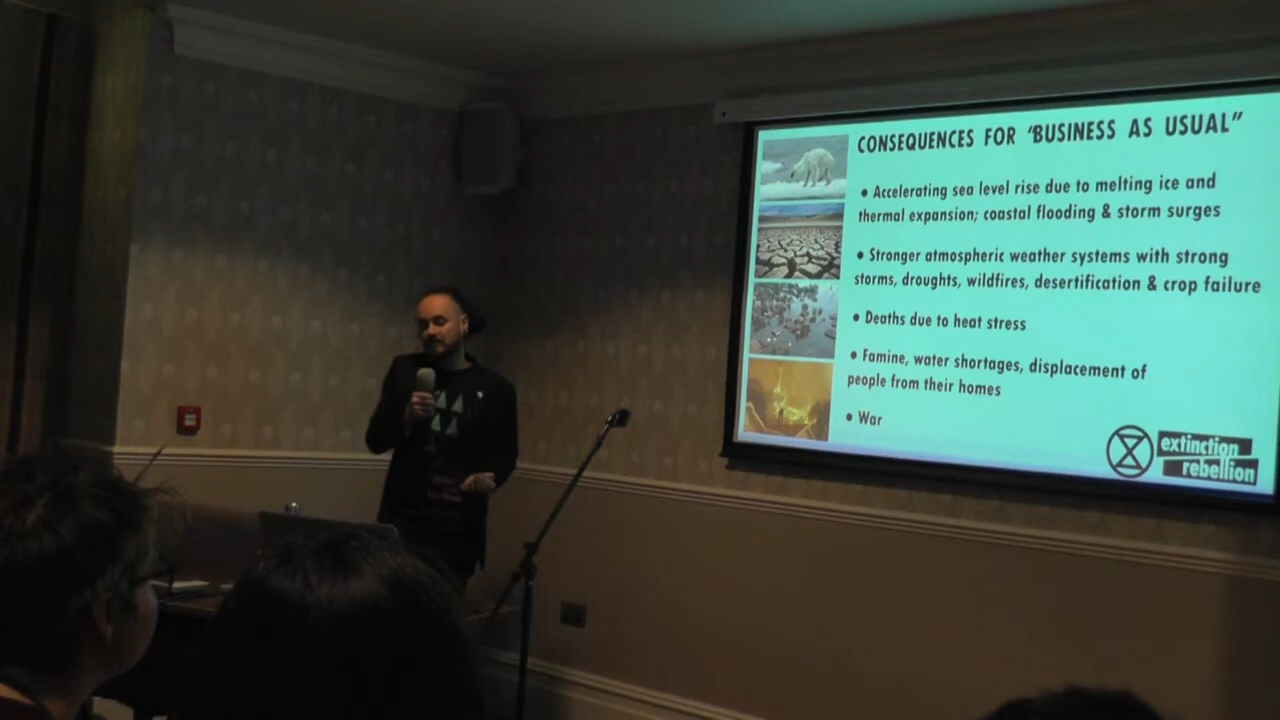 CONSEQUENCES FOR "BUSINESS AS USUAL"
• Accelerating sea level rise due to melting ice and
thermal expansion; coastal flooding & storm surges
• Stronger atmospheric weather systems with strong
storms, droughts, wildfires, desertification & crop failure
• Deaths due to heat stress
• Famine, water shortages, displacement of
people from their homes
• War
extinction
rebellion